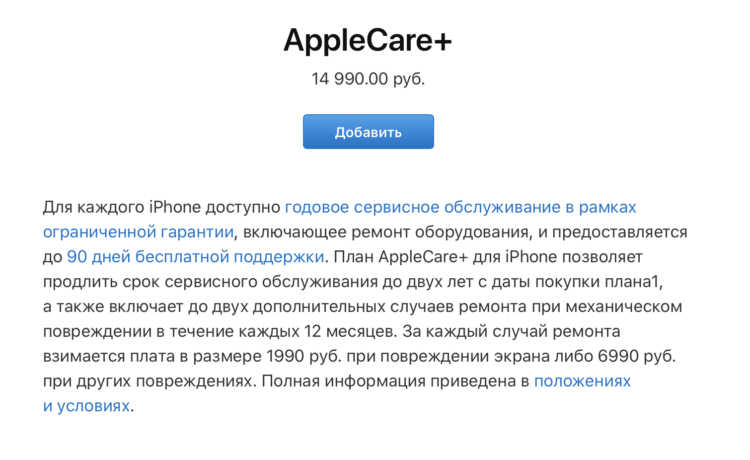 AppleCare+
14 990.00 руб.
Добавить
Для каждого iPhone доступно годовое сервисное обслуживание в рамках
ограниченной гарантии, включающее ремонт оборудования, и предоставляется
до 90 дней бесплатной поддержки. План AppleCare+ для iPhone позволяет
продлить срок сервисного обслуживания до двух лет с даты покупки плана1,
а также включает до двух дополнительных случаев ремонта при механическом
повреждении в течение каждых 12 месяцев. За каждый случай ремонта
взимается плата в размере 1990 руб. при повреждении экрана либо 6990 руб.
при других повреждениях. Полная информация приведена в положениях
и условиях.